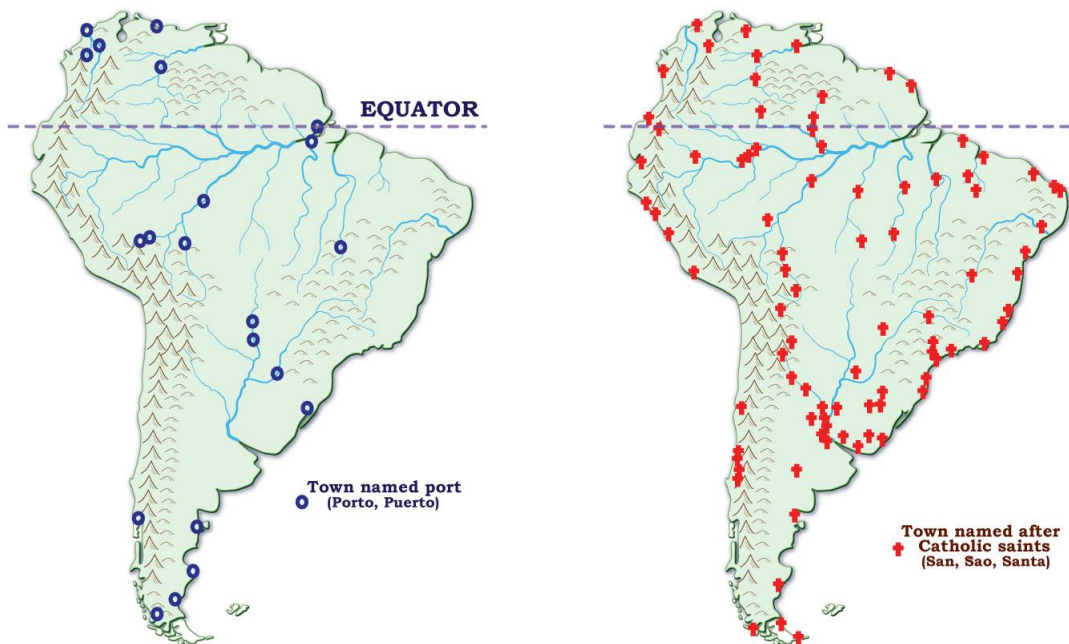 EQUATOR
Town named port
(Porto, Puerto)
Town named after
Catholic saints
(San, Sao, Santa)